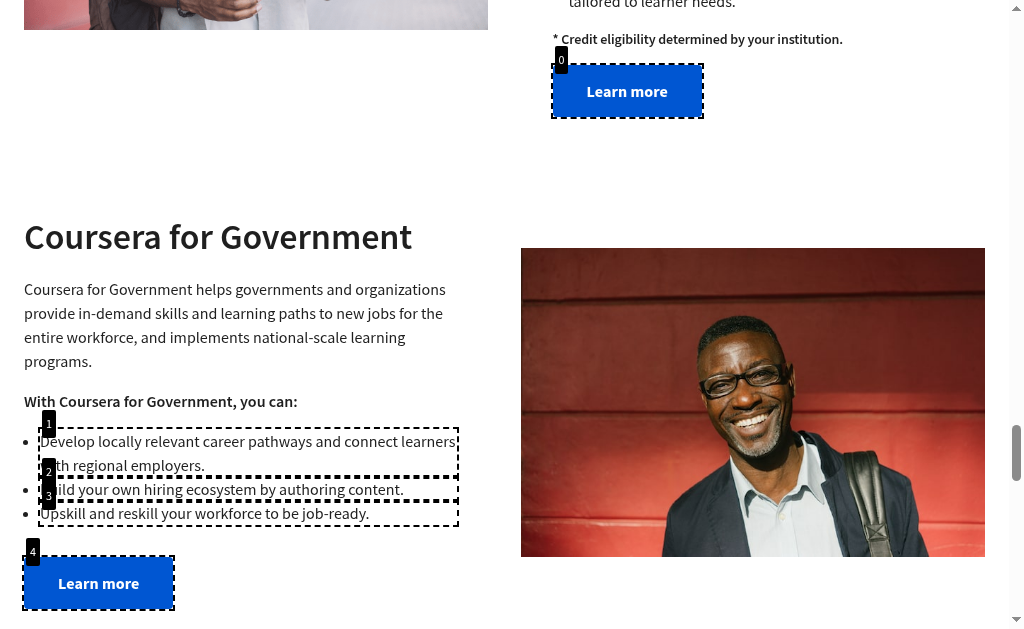 tailored to learner needs.
* Credit eligibility determined by your institution.
0
Learn more
Coursera for Government
Coursera for Government helps governments and organizations
provide in-demand skills and learning paths to new jobs for the
entire workforce, and implements national-scale learning
programs.
With Coursera for Government, you can:
1
Develop locally relevant career pathways and connect learners
2
th regional employers.
3
ild your own hiring ecosystem by authoring content.
Upskill and reskill your workforce to be job-ready.
4
Learn more